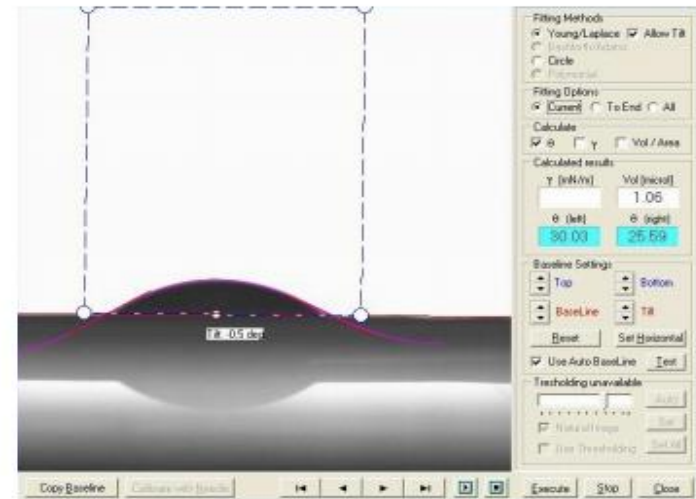 Fitting Methods
Young/Laplace Allow Tilt
Circle
Polynomial
Fitting Options
Current To End All
Calculate
θ γ Vol / Area
Calculated results
γ [mN/m] Vol [microl]
1.06
θ (left) θ (right)
30.03 25.59
Baseline Settings
Top Bottom
BaseLine Tilt
Reset Set Horizontal
Use Auto BaseLine Test
Tresholding unavailable
Auto
Natural Image Set
Use Thresholding Set All
Tilt -0.5 deg
Copy Baseline Calibrate with Needle Execute Stop Close